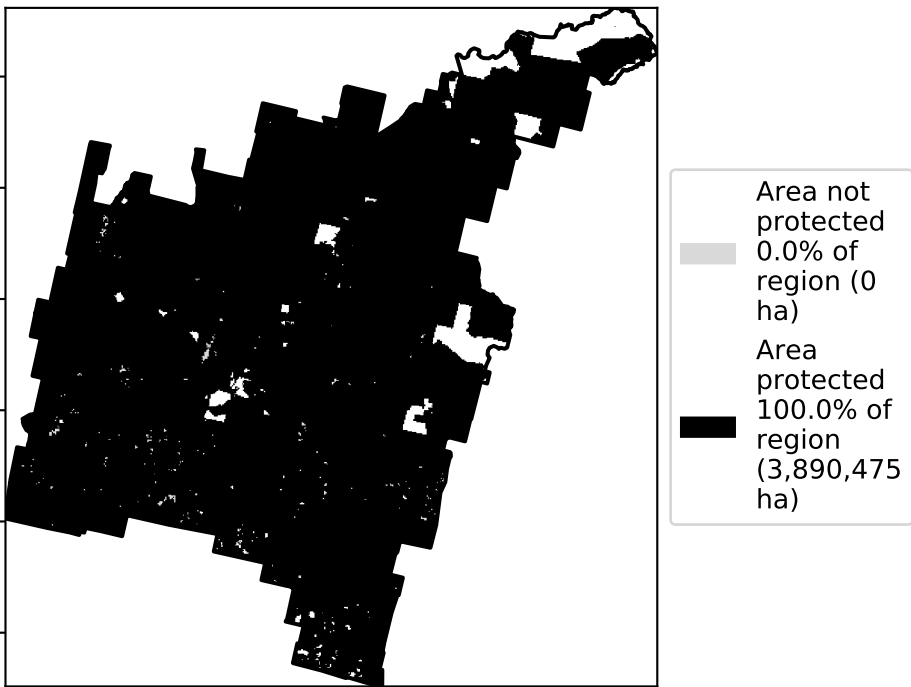 Area not
protected
0.0% of
region (0
ha)
Area
protected
100.0% of
region
(3,890,475
ha)